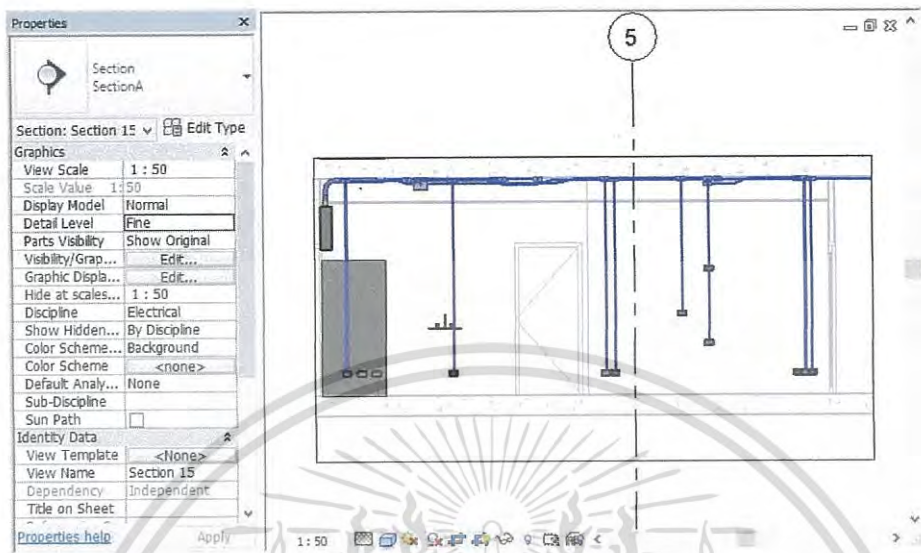 Properties
Section
SectionA
Section: Section 15 Edit Type
Graphics
View Scale 1 : 50
Scale Value 1: 50
Display Model Normal
Detail Level Fine
Parts Visibility Show Original
Visibility/Grap... Edit...
Graphic Displa... Edit...
Hide at scales... 1 : 50
Discipline Electrical
Show Hidden... By Discipline
Color Scheme... Background
Color Scheme <none>
Default Analy... None
Sub-Discipline
Sun Path
Identity Data
View Template <None>
View Name Section 15
Dependency Independent
Title on Sheet
Properties help Apply
5
1 : 50